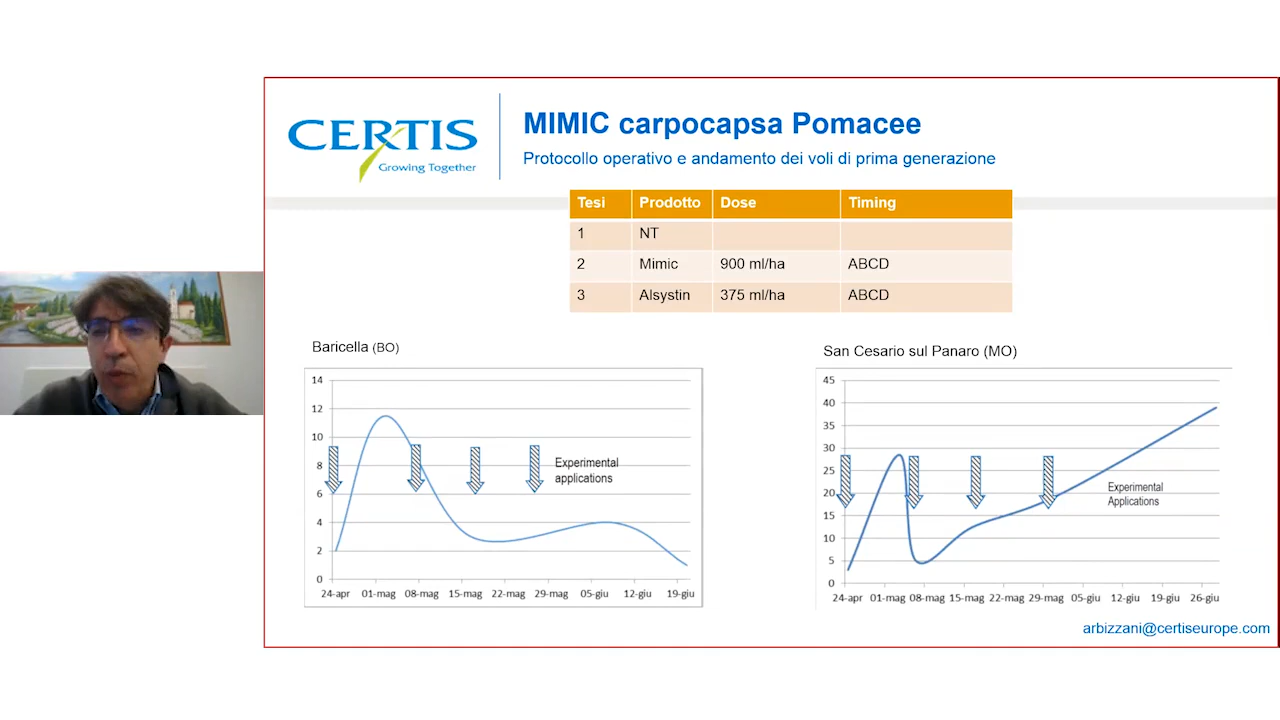 CERTIS
Growing Together
MIMIC carpocapsa Pomacee
Protocollo operativo e andamento dei voli di prima generazione
Tesi Prodotto Dose Timing
1 NT
2 Mimic 900 ml/ha ABCD
3 Alsystin 375 ml/ha ABCD
Baricella (BO)
14
12
10
8
6
4
2
0
Experimental
applications
24-apr 01-mag 08-mag 15-mag 22-mag 29-mag 05-giu 12-giu 19-giu
San Cesario sul Panaro (MO)
45
40
35
30
25
20
15
10
5
0
Experimental
Applications
24-apr 01-mag 08-mag 15-mag 22-mag 29-mag 05-giu 12-giu 19-giu 26-giu
arbizzani@certiseurope.com